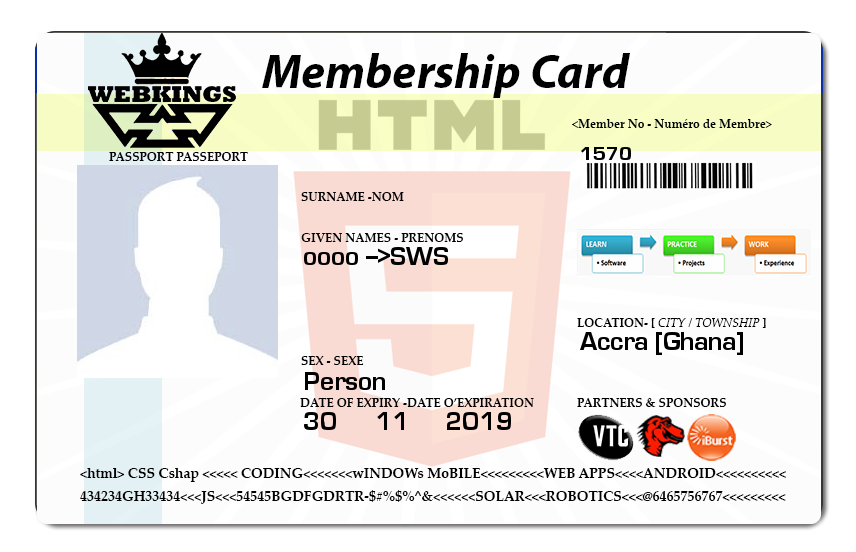 Membership Card
WEBKINGS
HTML
<Member No - Numéro de Membre>
PASSPORT PASSEPORT
1570
SURNAME -NOM
GIVEN NAMES - PRENOMS
oooo –>SWS
LEARN
PRACTICE
WORK
• Software
• Projects
• Experience
LOCATION- [ CITY / TOWNSHIP ]
Accra [Ghana]
SEX - SEXE
Person
DATE OF EXPIRY -DATE O'EXPIRATION
30 11 2019
PARTNERS & SPONSORS
VTC
iBurst
<html> CSS Cshap <<<<< CODING<<<<<<<wINDOWs MoBILE<<<<<<<<<WEB APPS<<<<ANDROID<<<<<<<<<<
434234GH33434<<<JS<<<54545BGDFGDRTR-$#%$%^&<<<<<<SOLAR<<<ROBOTICS<<<@6465756767<<<<<<<<<